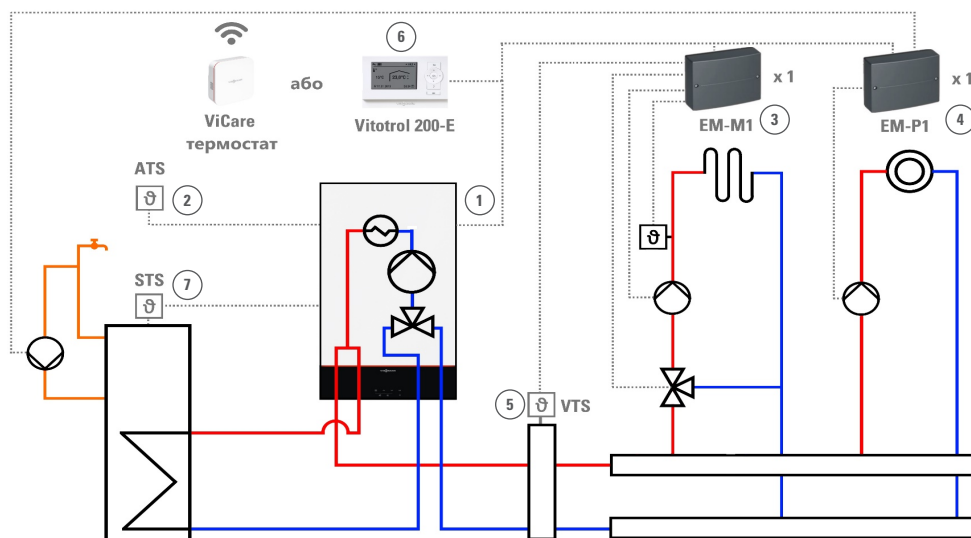 6
ViCare
термостат
або
Vitotrol 200-E
x 1
EM-M1
3
x 1
EM-P1
4
ATS
ϑ
2
1
STS
7
ϑ
ϑ
5
ϑ
VTS